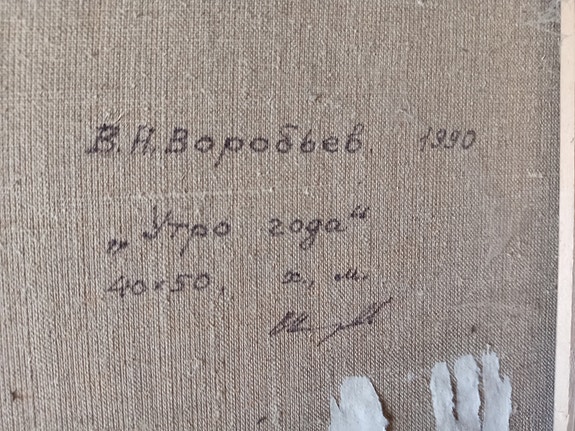 В.Н.Воробьев. 1990
„Утро года“
40×50, х., м.